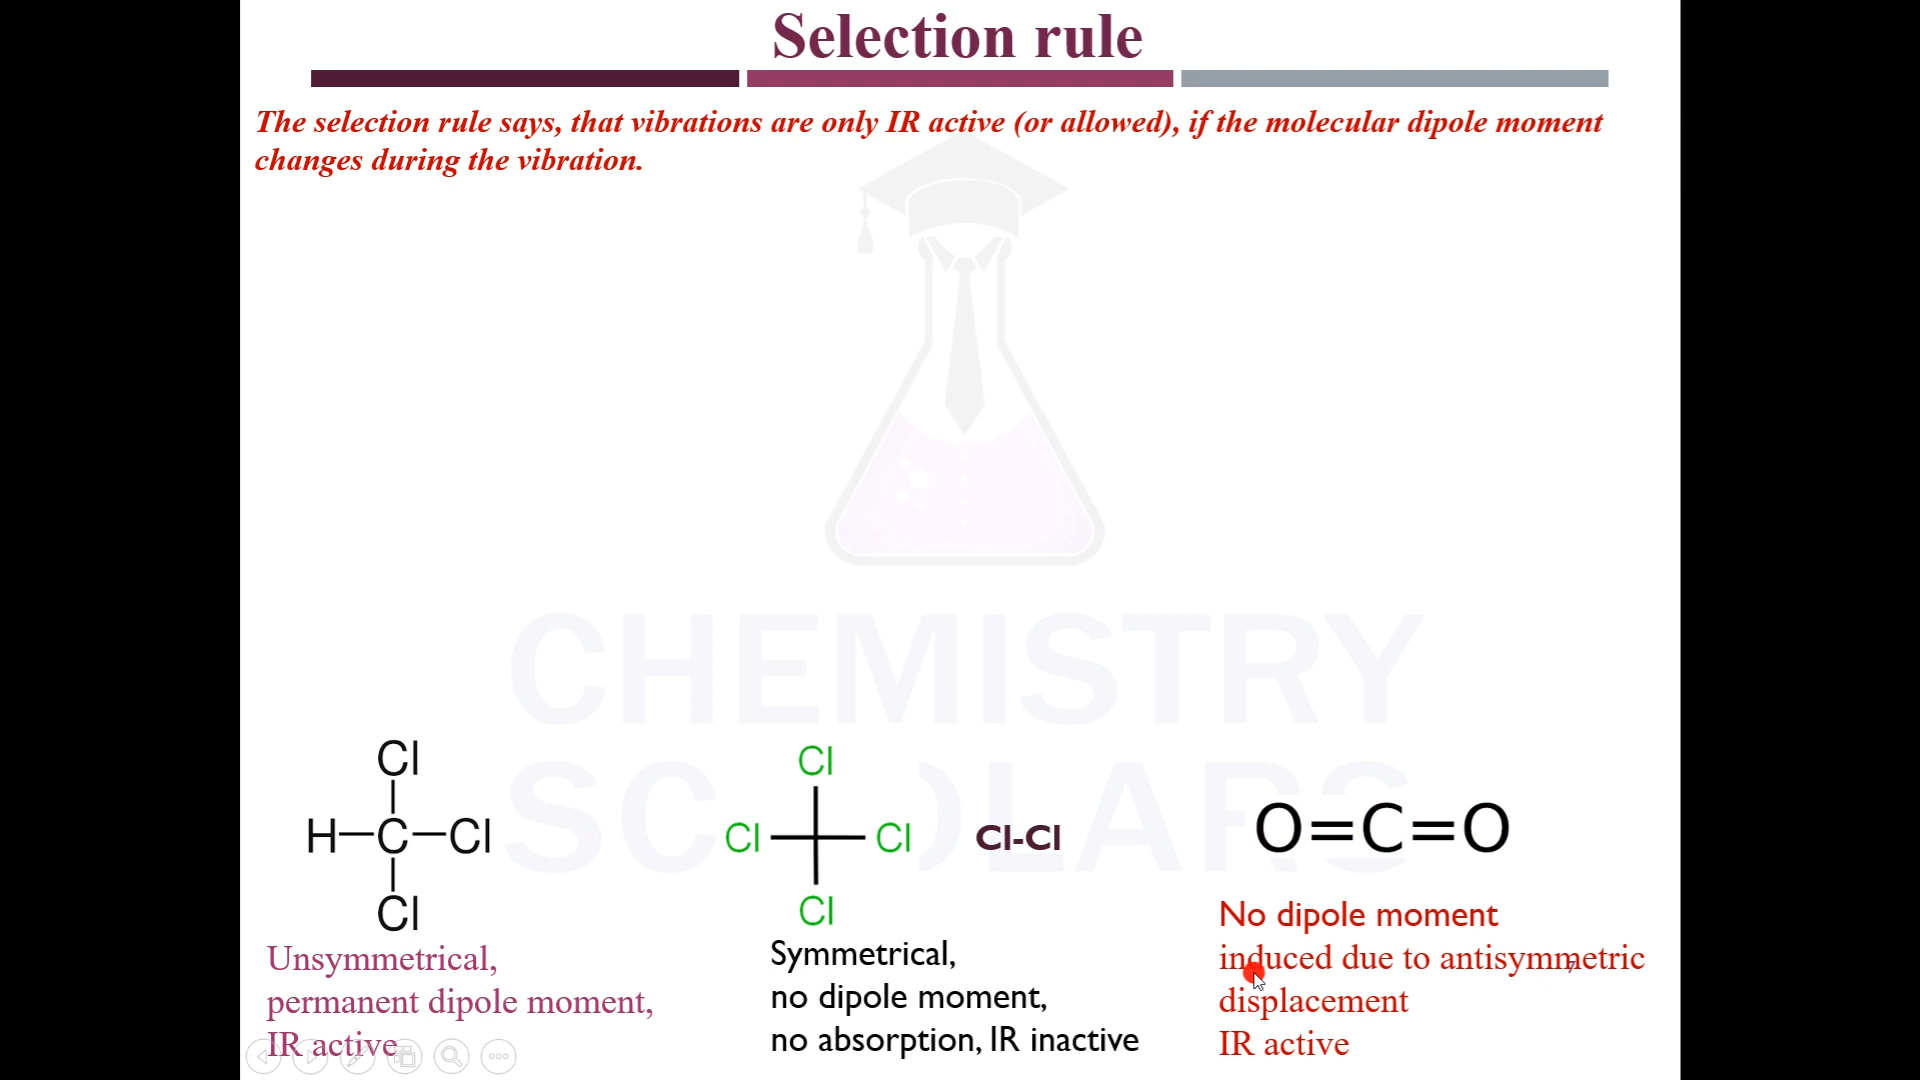 Selection rule
The selection rule says, that vibrations are only IR active (or allowed), if the molecular dipole moment
changes during the vibration.
CHEMISTRY
SCHOLARS
Cl
H—C—Cl
Cl
Unsymmetrical,
permanent dipole moment,
IR active
Cl
Cl Cl
Cl
Cl-Cl
Symmetrical,
no dipole moment,
no absorption, IR inactive
O=C=O
No dipole moment
induced due to antisymmetric
displacement
IR active
7